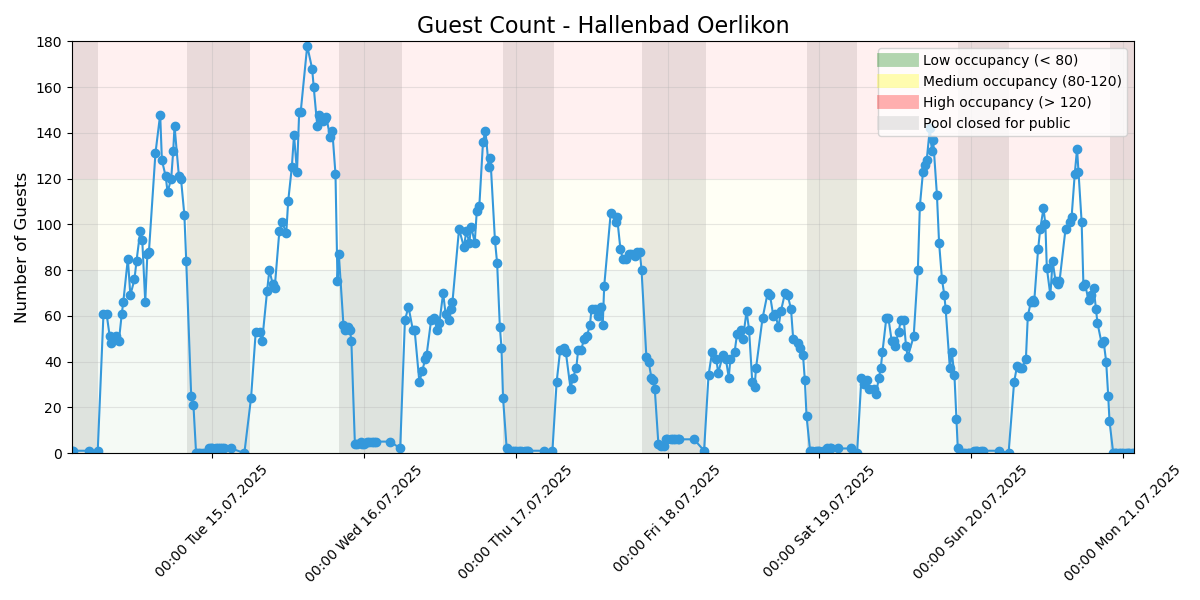 Guest Count - Hallenbad Oerlikon
Number of Guests
180
160
140
120
100
80
60
40
20
0
Low occupancy (< 80)
Medium occupancy (80-120)
High occupancy (> 120)
Pool closed for public
00:00 Tue 15.07.2025
00:00 Wed 16.07.2025
00:00 Thu 17.07.2025
00:00 Fri 18.07.2025
00:00 Sat 19.07.2025
00:00 Sun 20.07.2025
00:00 Mon 21.07.2025